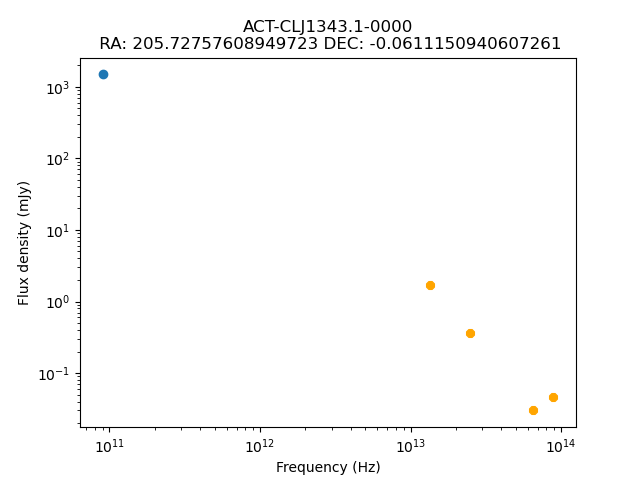 ACT-CLJ1343.1-0000
RA: 205.72757608949723 DEC: -0.0611150940607261
10³
10²
10¹
10⁰
10⁻¹
Flux density (mJy)
10¹¹ 10¹² 10¹³ 10¹⁴
Frequency (Hz)